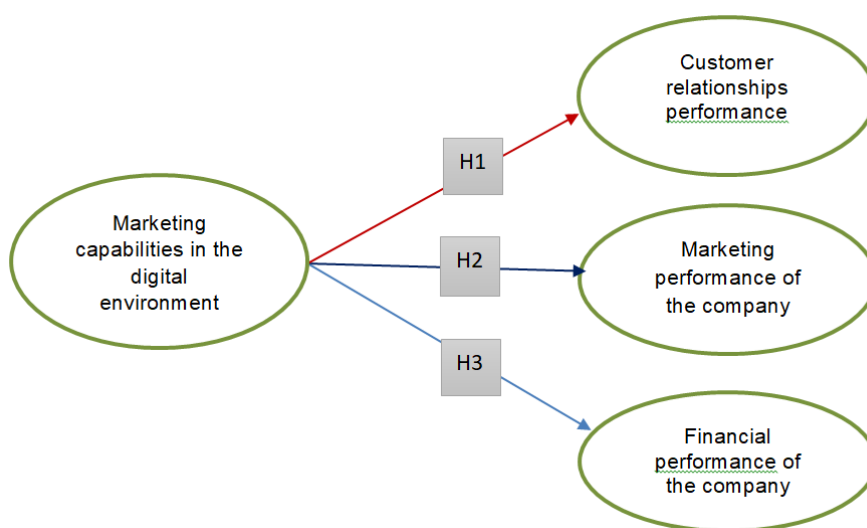 Customer
relationships
performance
H1
Marketing
capabilities in the
digital
environment
H2
Marketing
performance of
the company
H3
Financial
performance of
the company